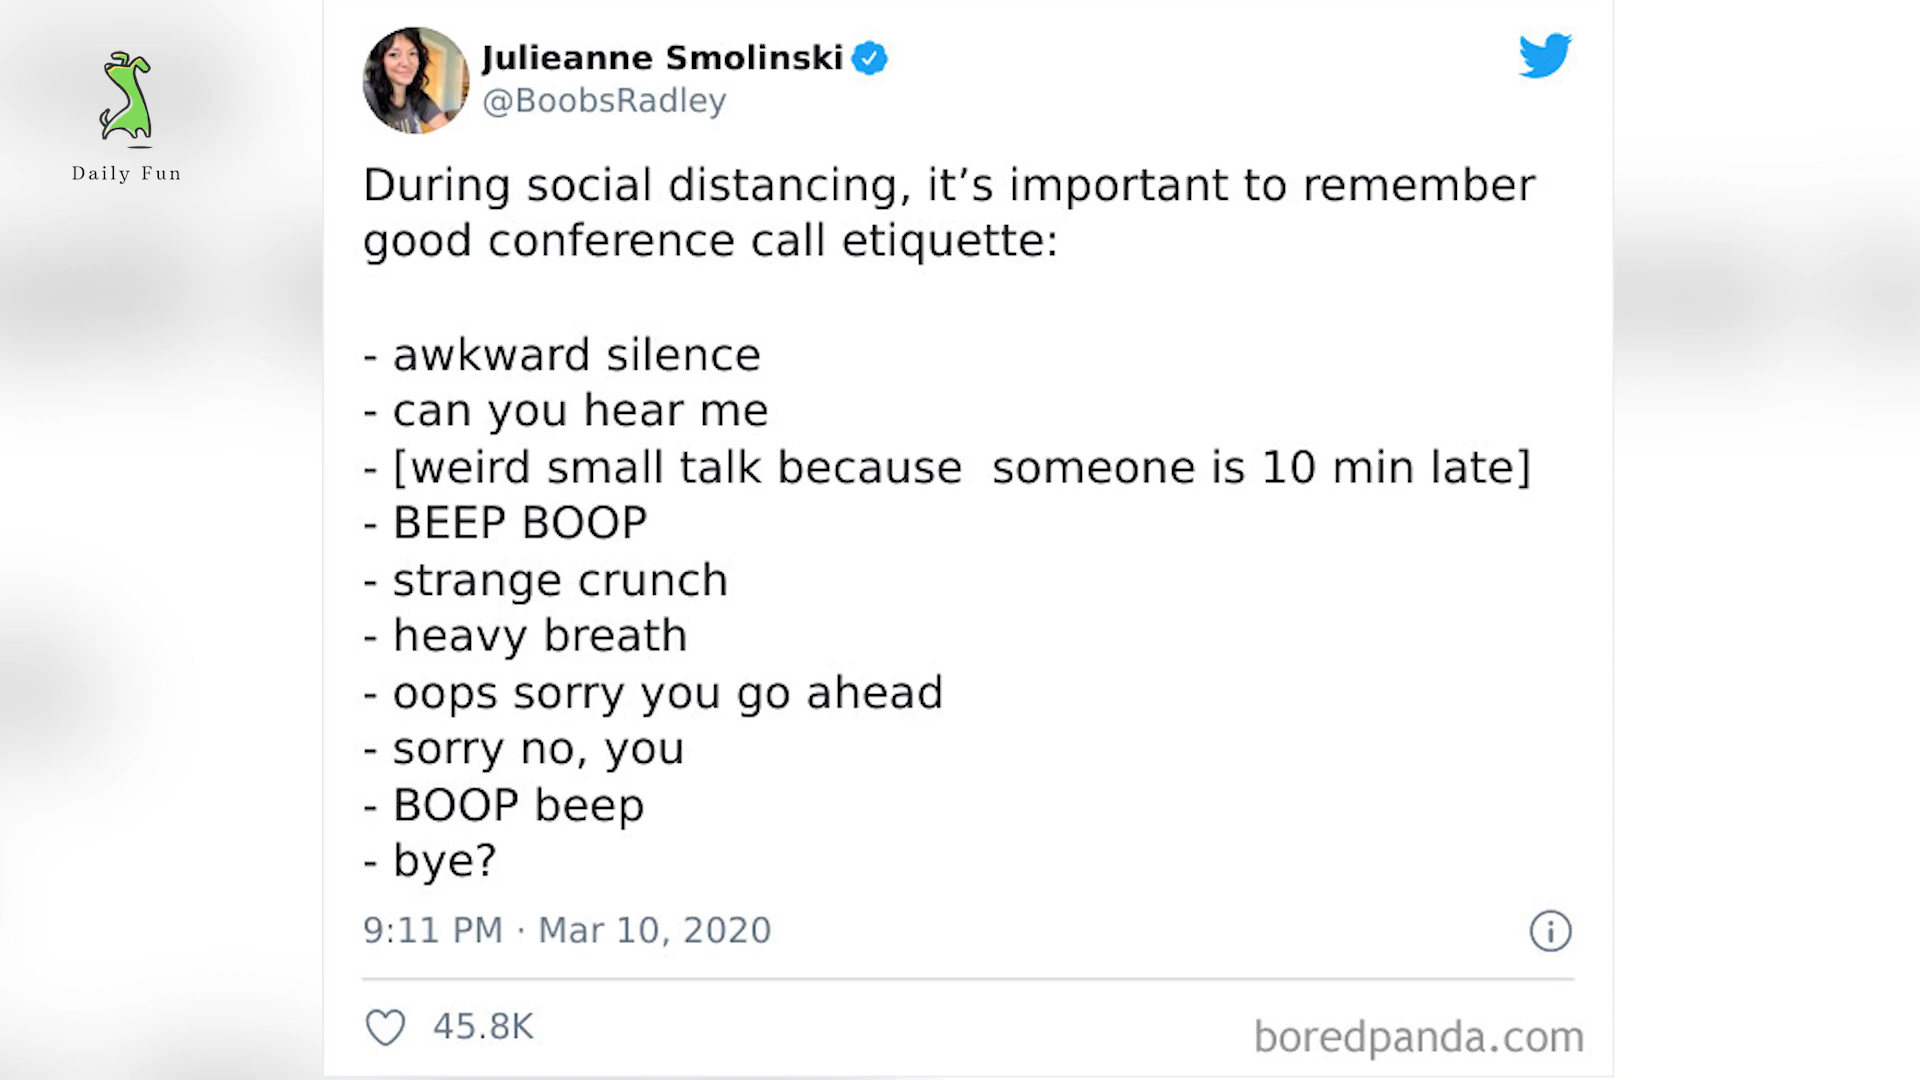 Daily Fun
Julieanne Smolinski
@BoobsRadley
During social distancing, it’s important to remember
good conference call etiquette:
- awkward silence
- can you hear me
- [weird small talk because  someone is 10 min late]
- BEEP BOOP
- strange crunch
- heavy breath
- oops sorry you go ahead
- sorry no, you
- BOOP beep
- bye?
9:11 PM · Mar 10, 2020
45.8K
boredpanda.com